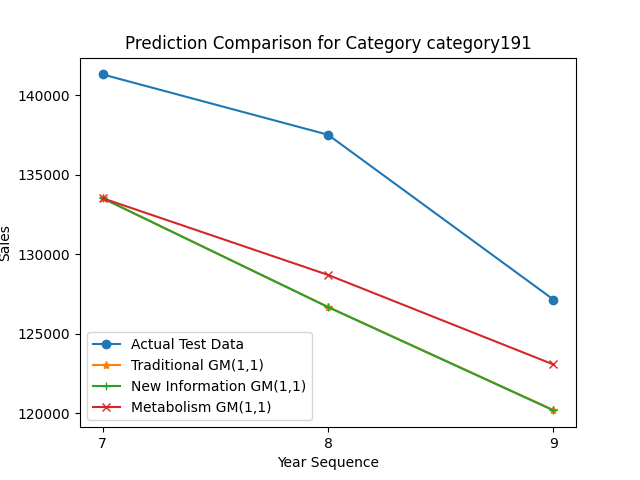 Prediction Comparison for Category category191
140000
135000
130000
125000
120000
Sales
Actual Test Data
Traditional GM(1,1)
New Information GM(1,1)
Metabolism GM(1,1)
7
8
9
Year Sequence